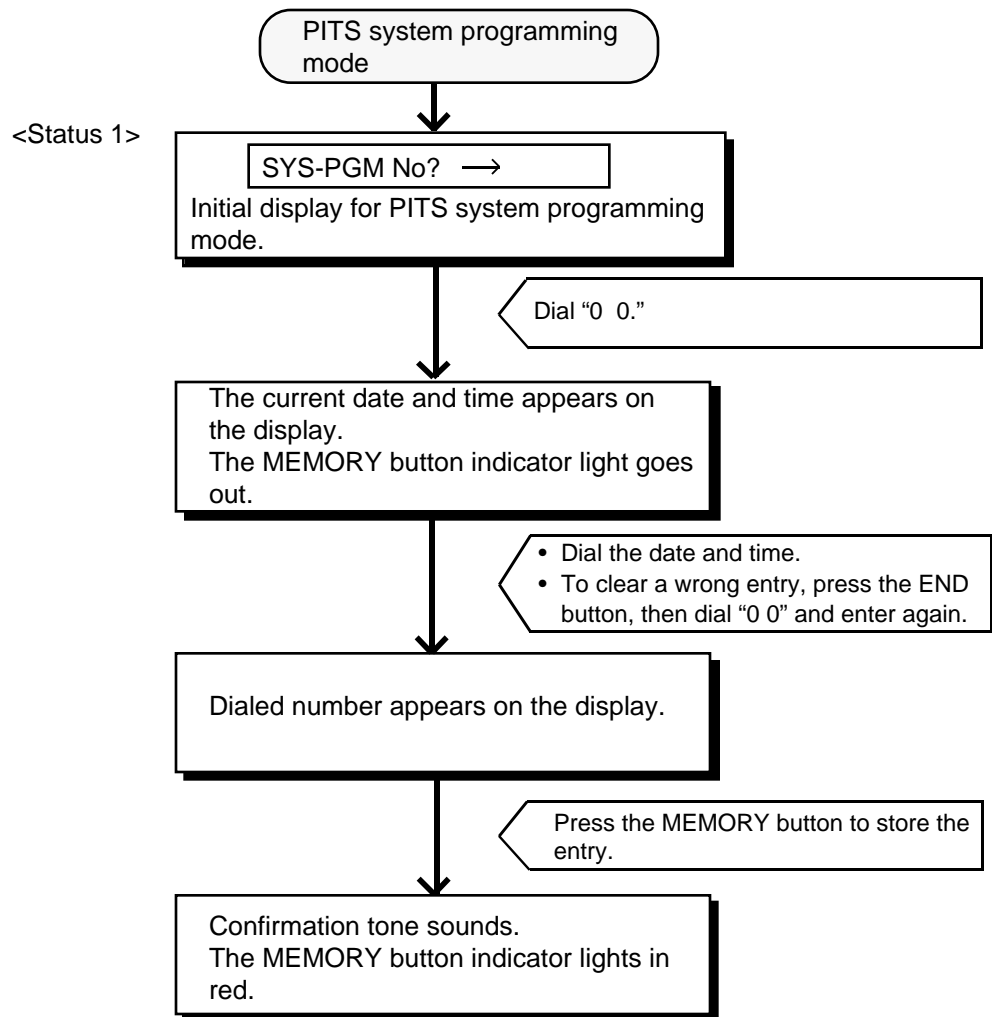 PITS system programming
mode
<Status 1>
SYS-PGM No? →
Initial display for PITS system programming
mode.
Dial “0 0.”
The current date and time appears on
the display.
The MEMORY button indicator light goes
out.
• Dial the date and time.
• To clear a wrong entry, press the END
button, then dial “0 0” and enter again.
Dialed number appears on the display.
Press the MEMORY button to store the
entry.
Confirmation tone sounds.
The MEMORY button indicator lights in
red.